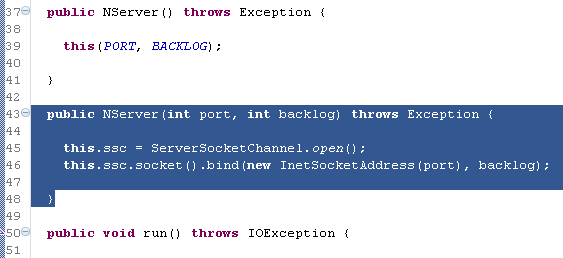 37 public NServer() throws Exception {
38
39 this(PORT, BACKLOG);
40
41 }
42
43 public NServer(int port, int backlog) throws Exception {
44
45 this.ssc = ServerSocketChannel.open();
46 this.ssc.socket().bind(new InetSocketAddress(port), backlog);
47
48 }
49
50 public void run() throws IOException {
51